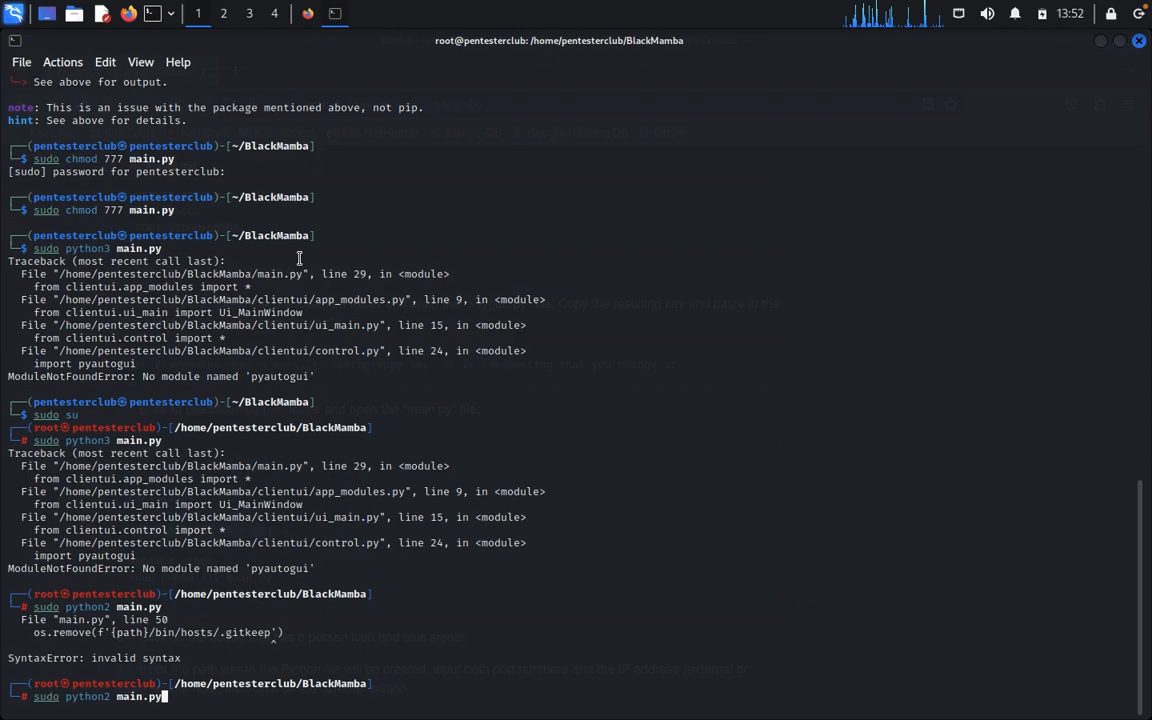 1 2 3 4 13:52
root@pentesterclub: /home/pentesterclub/BlackMamba
File Actions Edit View Help
└─> See above for output.
note: This is an issue with the package mentioned above, not pip.
hint: See above for details.
┌──(pentesterclub㉿pentesterclub)-[~/BlackMamba]
└─$ sudo chmod 777 main.py
[sudo] password for pentesterclub:
┌──(pentesterclub㉿pentesterclub)-[~/BlackMamba]
└─$ sudo chmod 777 main.py
┌──(pentesterclub㉿pentesterclub)-[~/BlackMamba]
└─$ sudo python3 main.py
Traceback (most recent call last):
File "/home/pentesterclub/BlackMamba/main.py", line 29, in <module>
from clientui.app_modules import *
File "/home/pentesterclub/BlackMamba/clientui/app_modules.py", line 9, in <module>
from clientui.ui_main import Ui_MainWindow
File "/home/pentesterclub/BlackMamba/clientui/ui_main.py", line 15, in <module>
from clientui.control import *
File "/home/pentesterclub/BlackMamba/clientui/control.py", line 24, in <module>
import pyautogui
ModuleNotFoundError: No module named 'pyautogui'
┌──(pentesterclub㉿pentesterclub)-[~/BlackMamba]
└─$ sudo su
┌──(root㉿pentesterclub)-[/home/pentesterclub/BlackMamba]
└─# sudo python3 main.py
Traceback (most recent call last):
File "/home/pentesterclub/BlackMamba/main.py", line 29, in <module>
from clientui.app_modules import *
File "/home/pentesterclub/BlackMamba/clientui/app_modules.py", line 9, in <module>
from clientui.ui_main import Ui_MainWindow
File "/home/pentesterclub/BlackMamba/clientui/ui_main.py", line 15, in <module>
from clientui.control import *
File "/home/pentesterclub/BlackMamba/clientui/control.py", line 24, in <module>
import pyautogui
ModuleNotFoundError: No module named 'pyautogui'
┌──(root㉿pentesterclub)-[/home/pentesterclub/BlackMamba]
└─# sudo python2 main.py
File "main.py", line 50
os.remove(f'{path}/bin/hosts/.gitkeep')
^
SyntaxError: invalid syntax
┌──(root㉿pentesterclub)-[/home/pentesterclub/BlackMamba]
└─# sudo python2 main.py